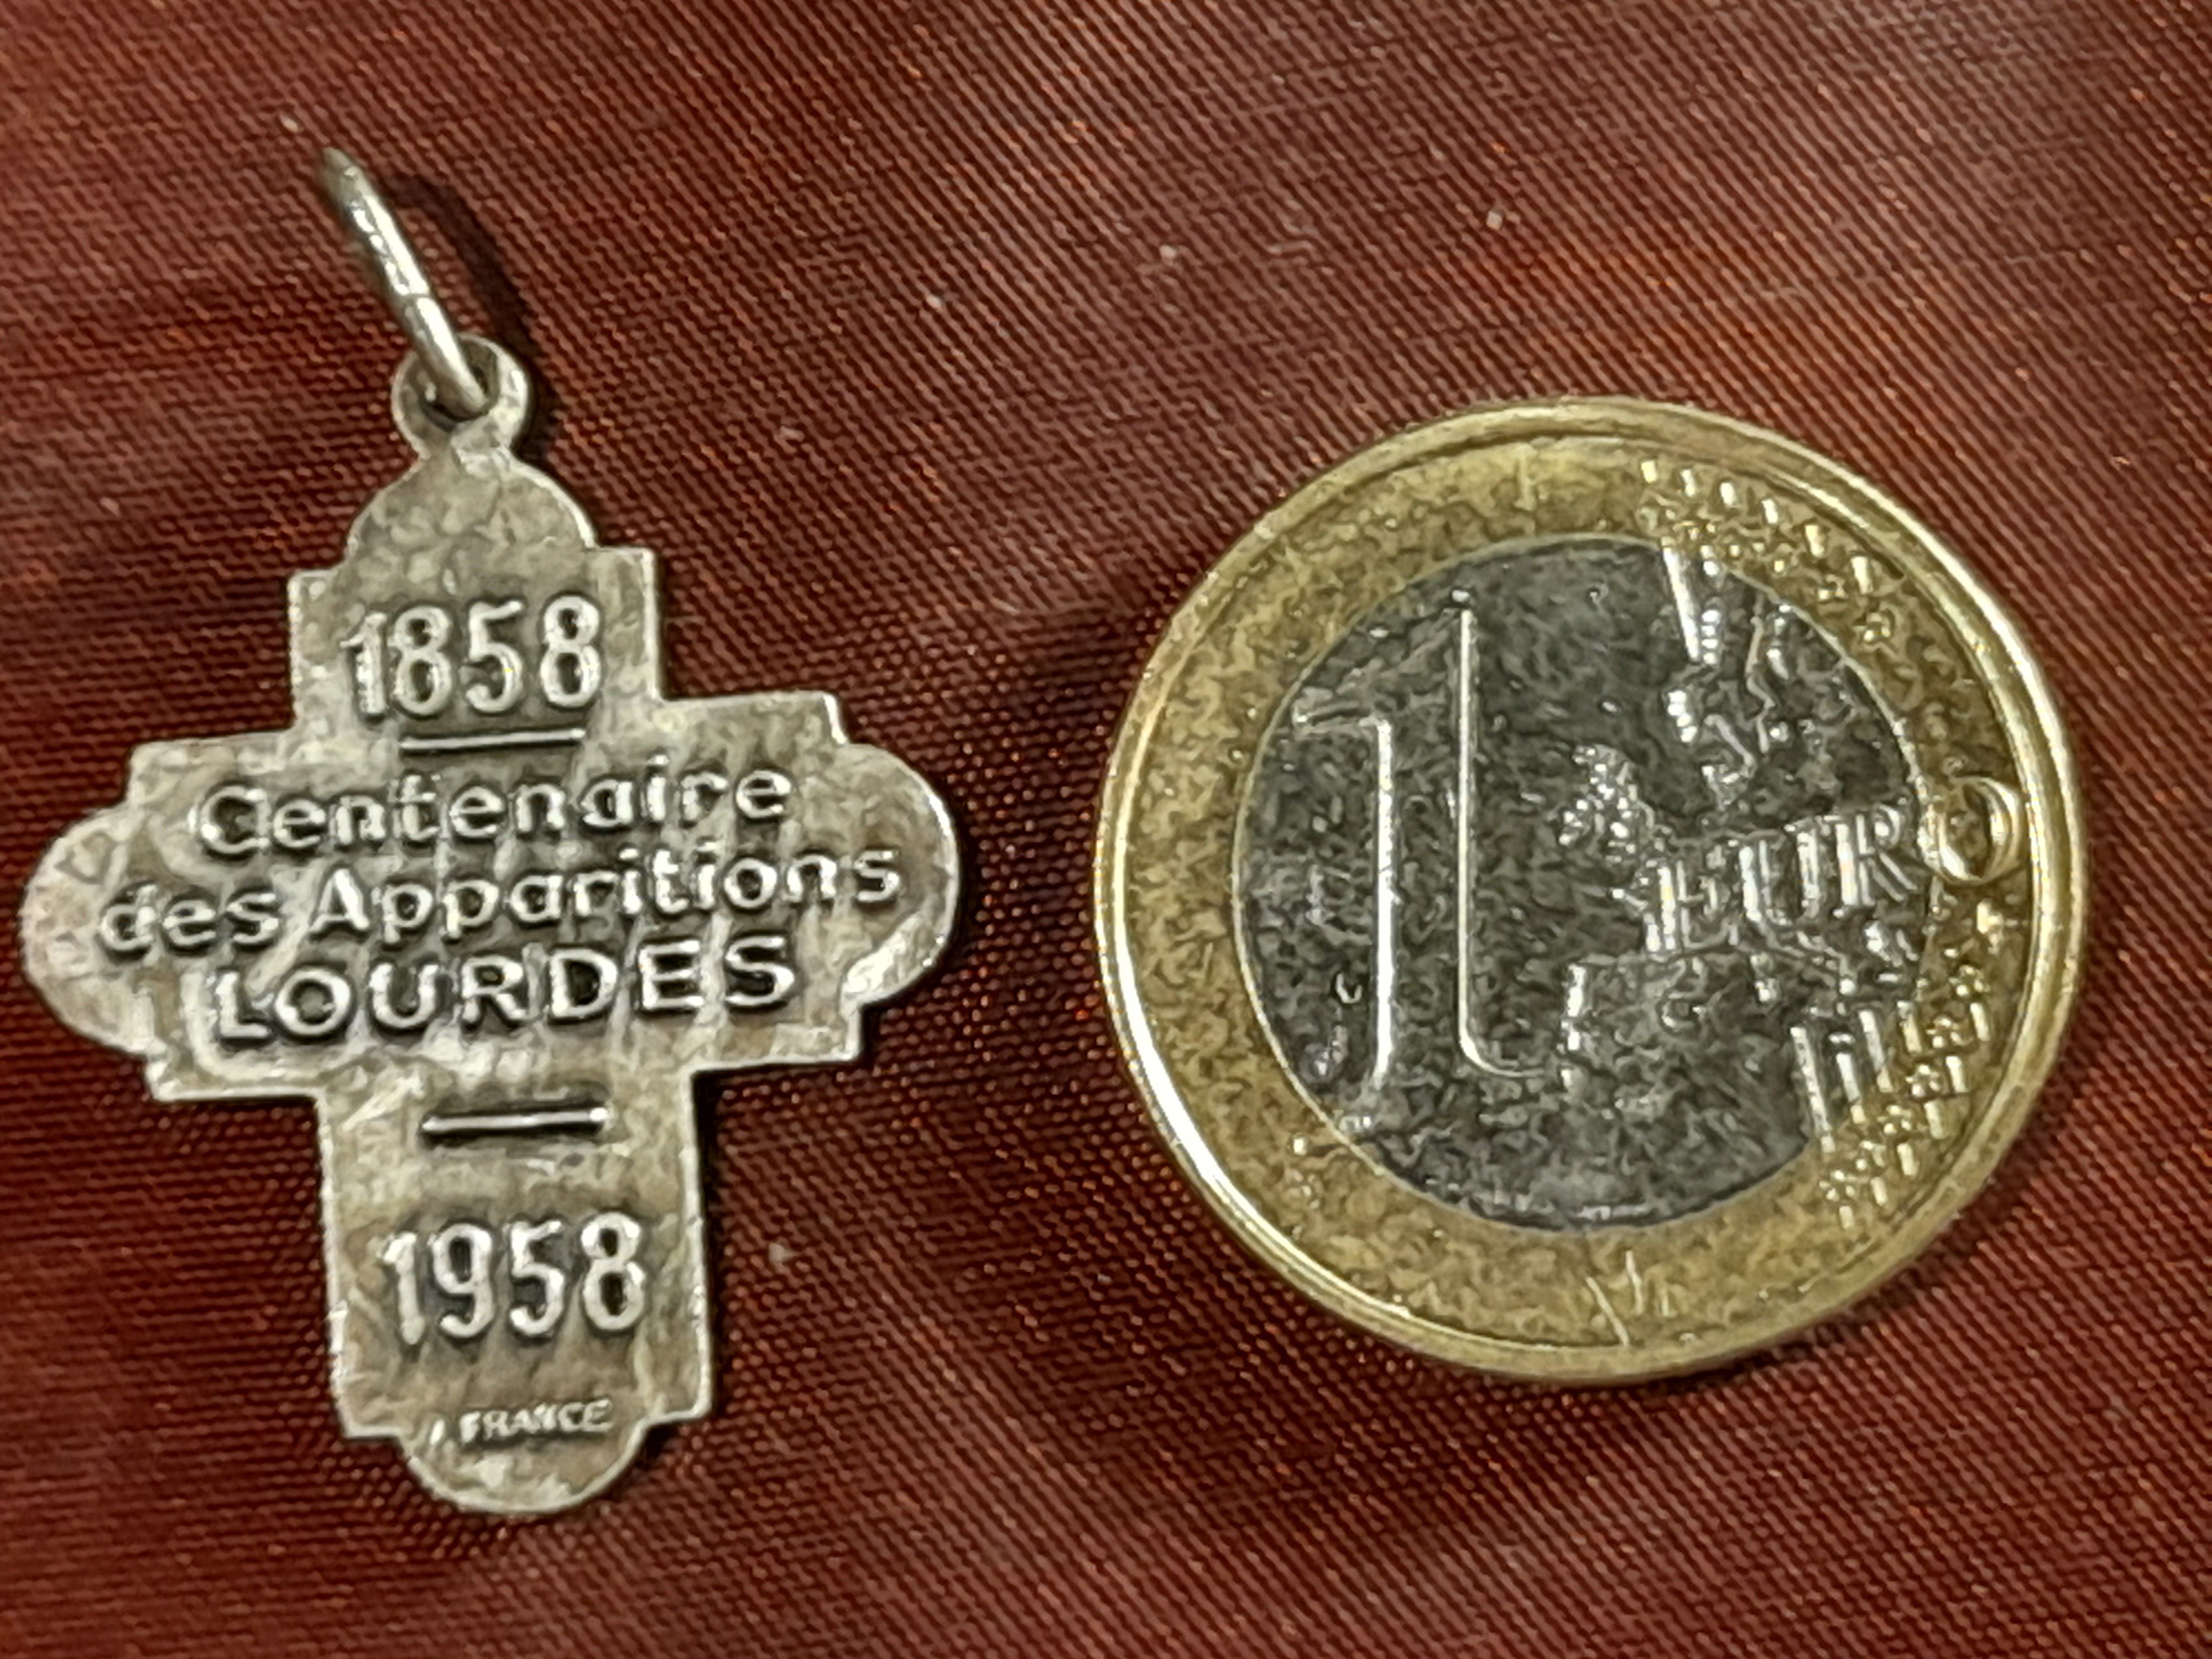 1858
Centenaire
des Apparitions
LOURDES
1958
FRANCE
1
EURO